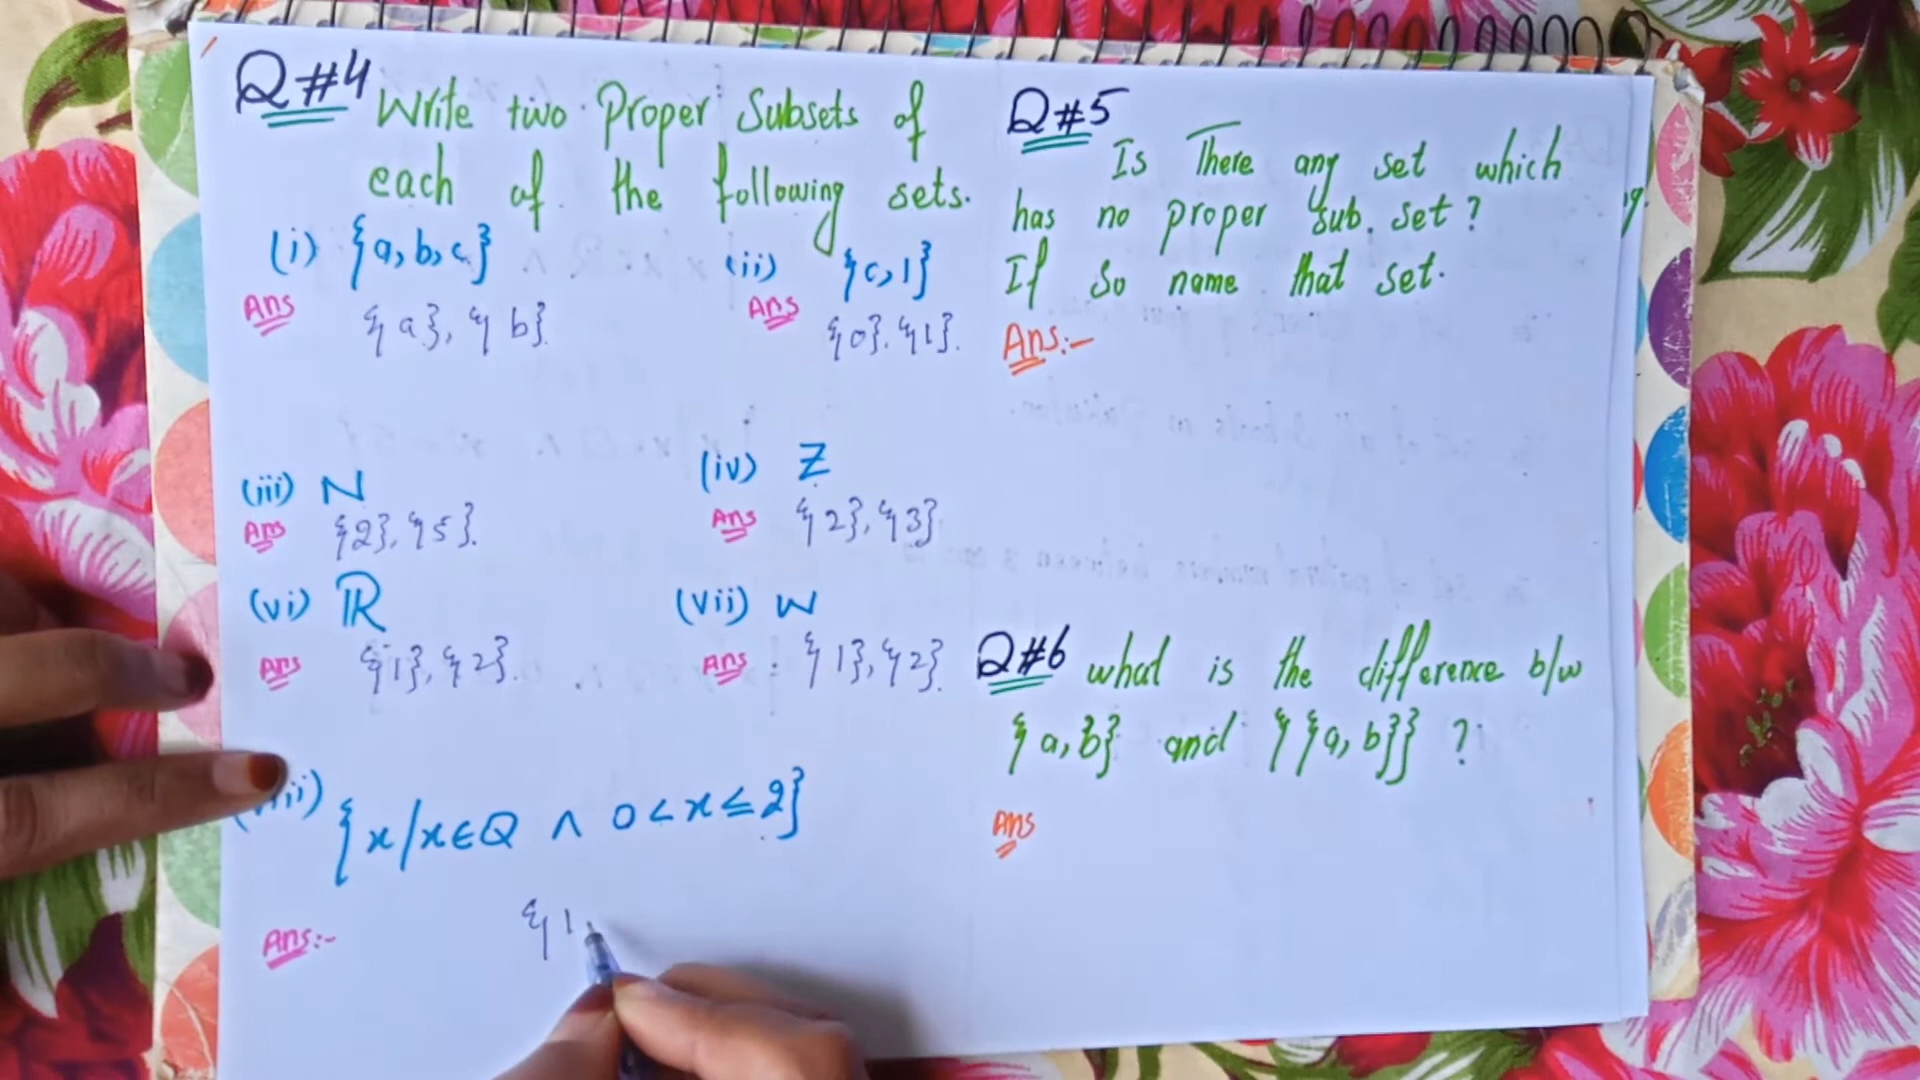 Q#4 Write two Proper Subsets of
each of the following sets.
(i) {a, b, c}
Ans {a}, {b}.
(ii) {c, 1}
Ans {0}. {1}.
(iii) N
Ans {2}, {5}.
(iv) Z
Ans {2}, {3}.
(vi) R
Ans {1}, {2}.
(vii) W
Ans {1}, {2}.
{x/x∈Q ∧ 0<x≤2}
Ans:- {1
Q#5
Is There any set which
has no proper sub. set?
If So name that set.
Ans:-
Q#6 what is the difference b/w
{a, b} and {{a, b}} ?
Ans